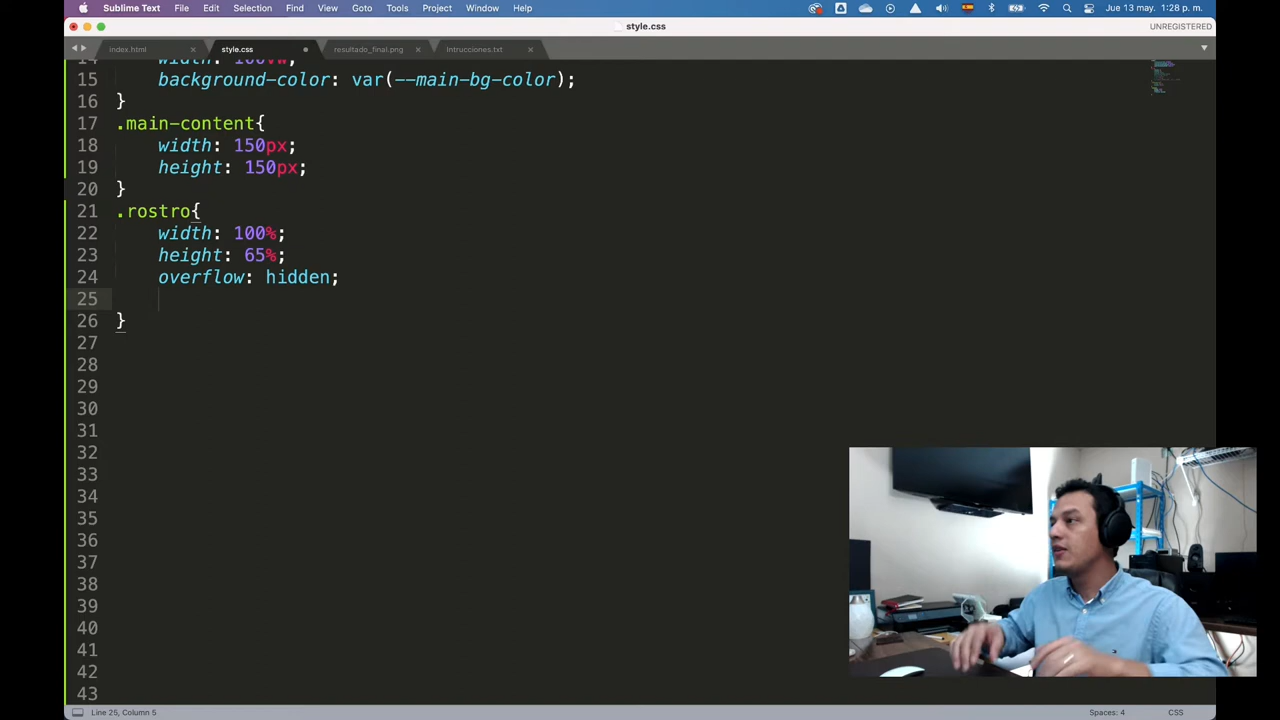 Sublime Text File Edit Selection Find View Goto Tools Project Window Help Jue 13 may. 1:28 p. m.
style.css UNREGISTERED
index.html style.css resultado_final.png Intrucciones.txt
14 width: 100vw;
15 background-color: var(--main-bg-color);
16 }
17 .main-content{
18 width: 150px;
19 height: 150px;
20 }
21 .rostro{
22 width: 100%;
23 height: 65%;
24 overflow: hidden;
25
26 }
27
28
29
30
31
32
33
34
35
36
37
38
39
40
41
42
43
Line 25, Column 5 Spaces: 4 CSS